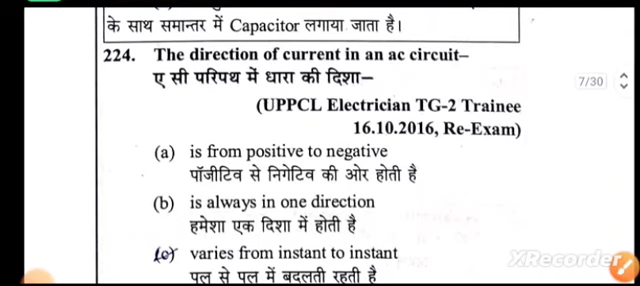 के साथ समान्तर में Capacitor लगाया जाता है।
224. The direction of current in an ac circuit–
ए सी परिपथ में धारा की दिशा–
7/30
(UPPCL Electrician TG-2 Trainee
16.10.2016, Re-Exam)
(a) is from positive to negative
पॉजीटिव से निगेटिव की ओर होती है
(b) is always in one direction
हमेशा एक दिशा में होती है
(c) varies from instant to instant
पल से पल में बदलती रहती है
XRecorder